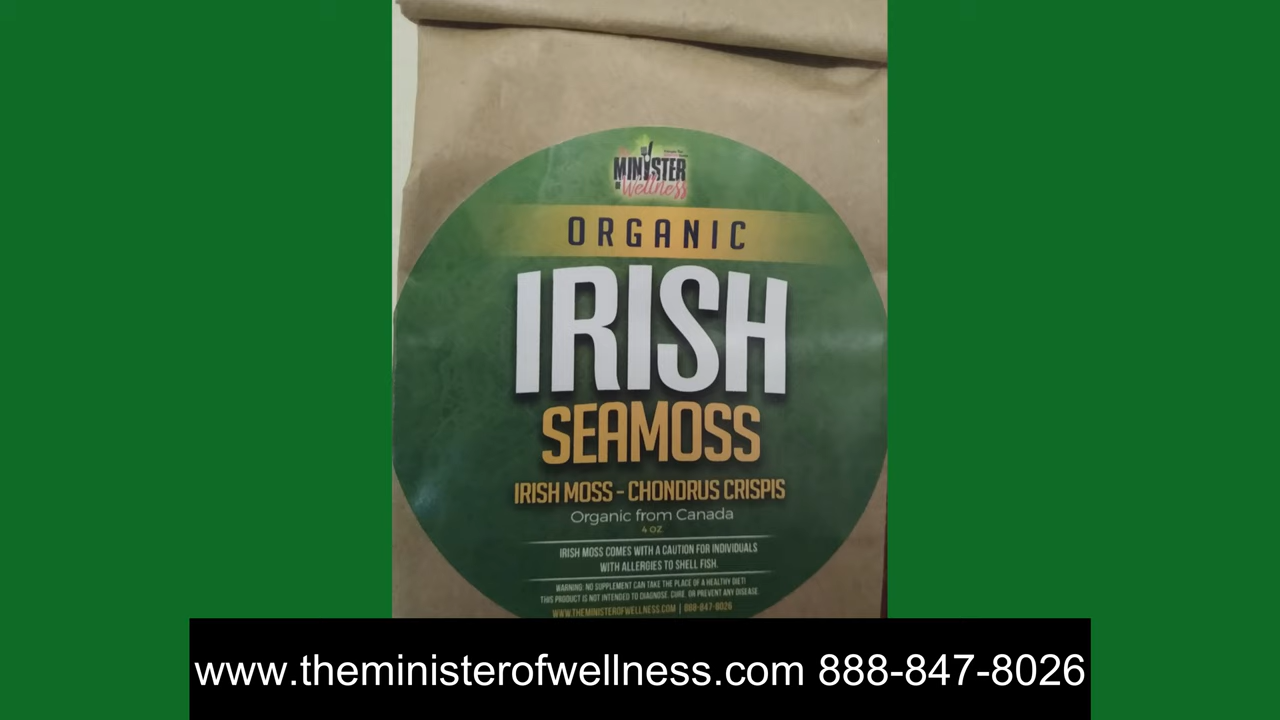 MINISTER
of Wellness
ORGANIC
IRISH
SEAMOSS
IRISH MOSS - CHONDRUS CRISPIS
Organic from Canada
4 OZ
IRISH MOSS COMES WITH A CAUTION FOR INDIVIDUALS
WITH ALLERGIES TO SHELL FISH.
WARNING: NO SUPPLEMENT CAN TAKE THE PLACE OF A HEALTHY DIET!
THIS PRODUCT IS NOT INTENDED TO DIAGNOSE, CURE, OR PREVENT ANY DISEASE.
WWW.THEMINISTEROFWELLNESS.COM | 888-847-8026
www.theministerofwellness.com 888-847-8026